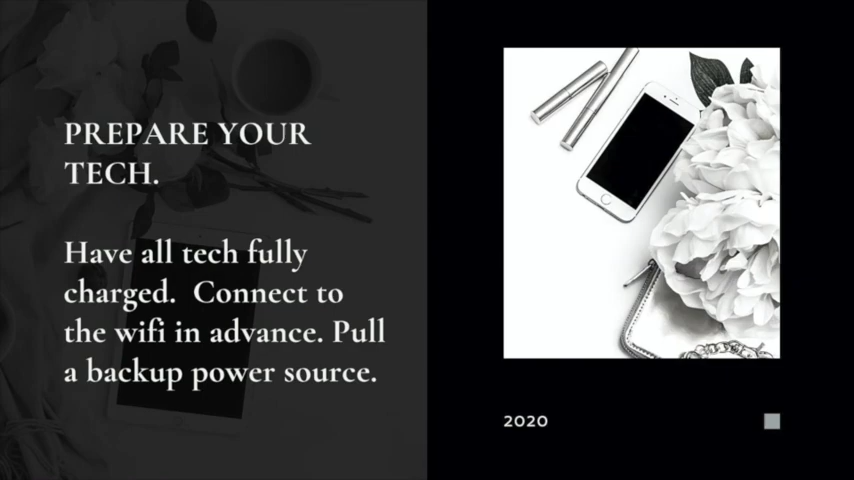 PREPARE YOUR
TECH.
Have all tech fully
charged.  Connect to
the wifi in advance. Pull
a backup power source.
2020